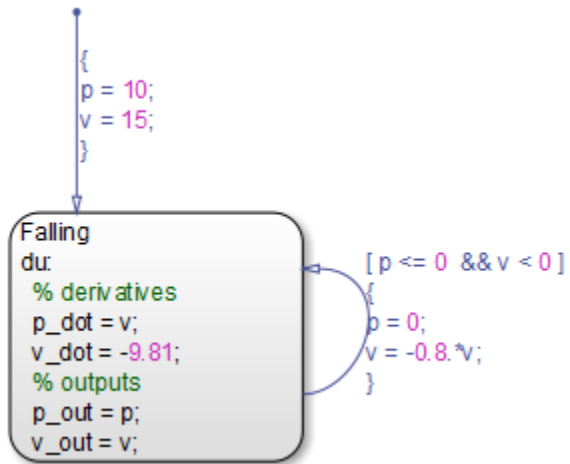 {
p = 10;
v = 15;
}
Falling
du:
% derivatives
p_dot = v;
v_dot = -9.81;
% outputs
p_out = p;
v_out = v;
[ p <= 0 && v < 0 ]
{
p = 0;
v = -0.8.*v;
}